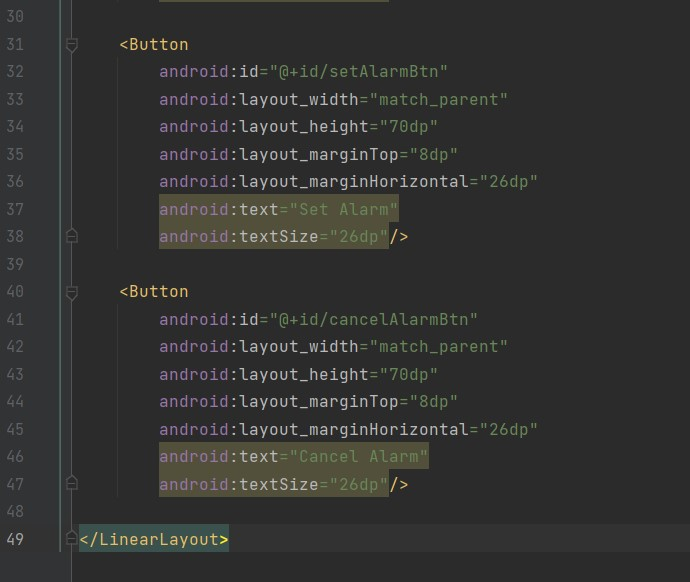 30
31 <Button
32 android:id="@+id/setAlarmBtn"
33 android:layout_width="match_parent"
34 android:layout_height="70dp"
35 android:layout_marginTop="8dp"
36 android:layout_marginHorizontal="26dp"
37 android:text="Set Alarm"
38 android:textSize="26dp"/>
39
40 <Button
41 android:id="@+id/cancelAlarmBtn"
42 android:layout_width="match_parent"
43 android:layout_height="70dp"
44 android:layout_marginTop="8dp"
45 android:layout_marginHorizontal="26dp"
46 android:text="Cancel Alarm"
47 android:textSize="26dp"/>
48
49 </LinearLayout>